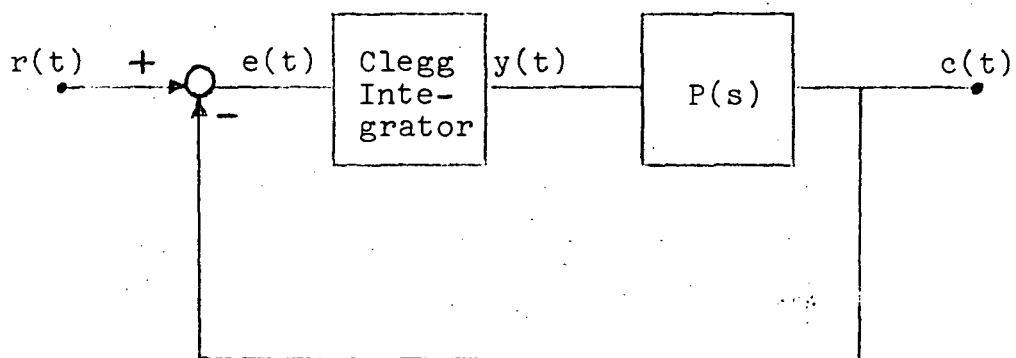 r(t)
+
-
e(t)
Clegg
Inte-
grator
y(t)
P(s)
c(t)